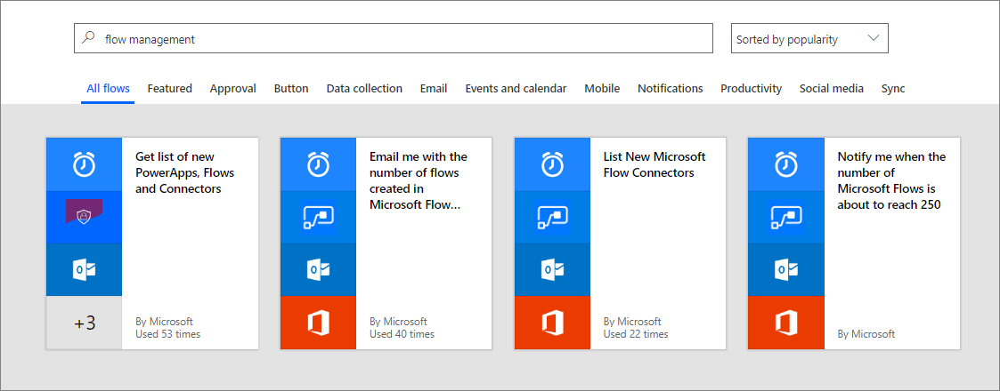 flow management
Sorted by popularity
All flows Featured Approval Button Data collection Email Events and calendar Mobile Notifications Productivity Social media Sync
Get list of new
PowerApps, Flows
and Connectors
+3
By Microsoft
Used 53 times
Email me with the
number of flows
created in
Microsoft Flow...
By Microsoft
Used 40 times
List New Microsoft
Flow Connectors
By Microsoft
Used 22 times
Notify me when the
number of
Microsoft Flows is
about to reach 250
By Microsoft